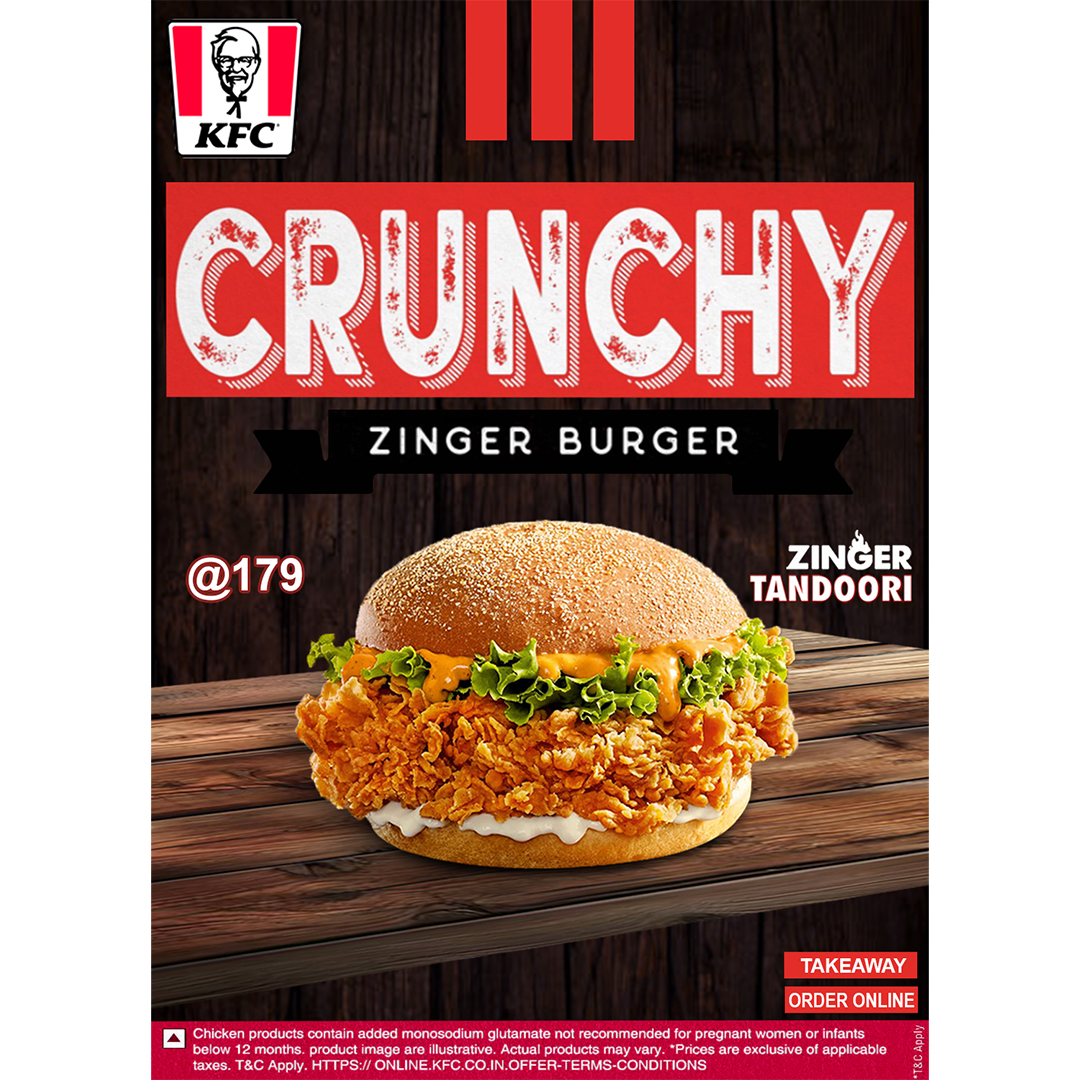 KFC
CRUNCHY
ZINGER BURGER
@179
ZINGER
TANDOORI
TAKEAWAY
ORDER ONLINE
Chicken products contain added monosodium glutamate not recommended for pregnant women or infants
below 12 months. product image are illustrative. Actual products may vary. *Prices are exclusive of applicable
taxes. T&C Apply. HTTPS:// ONLINE.KFC.CO.IN.OFFER-TERMS-CONDITIONS
*T&C Apply